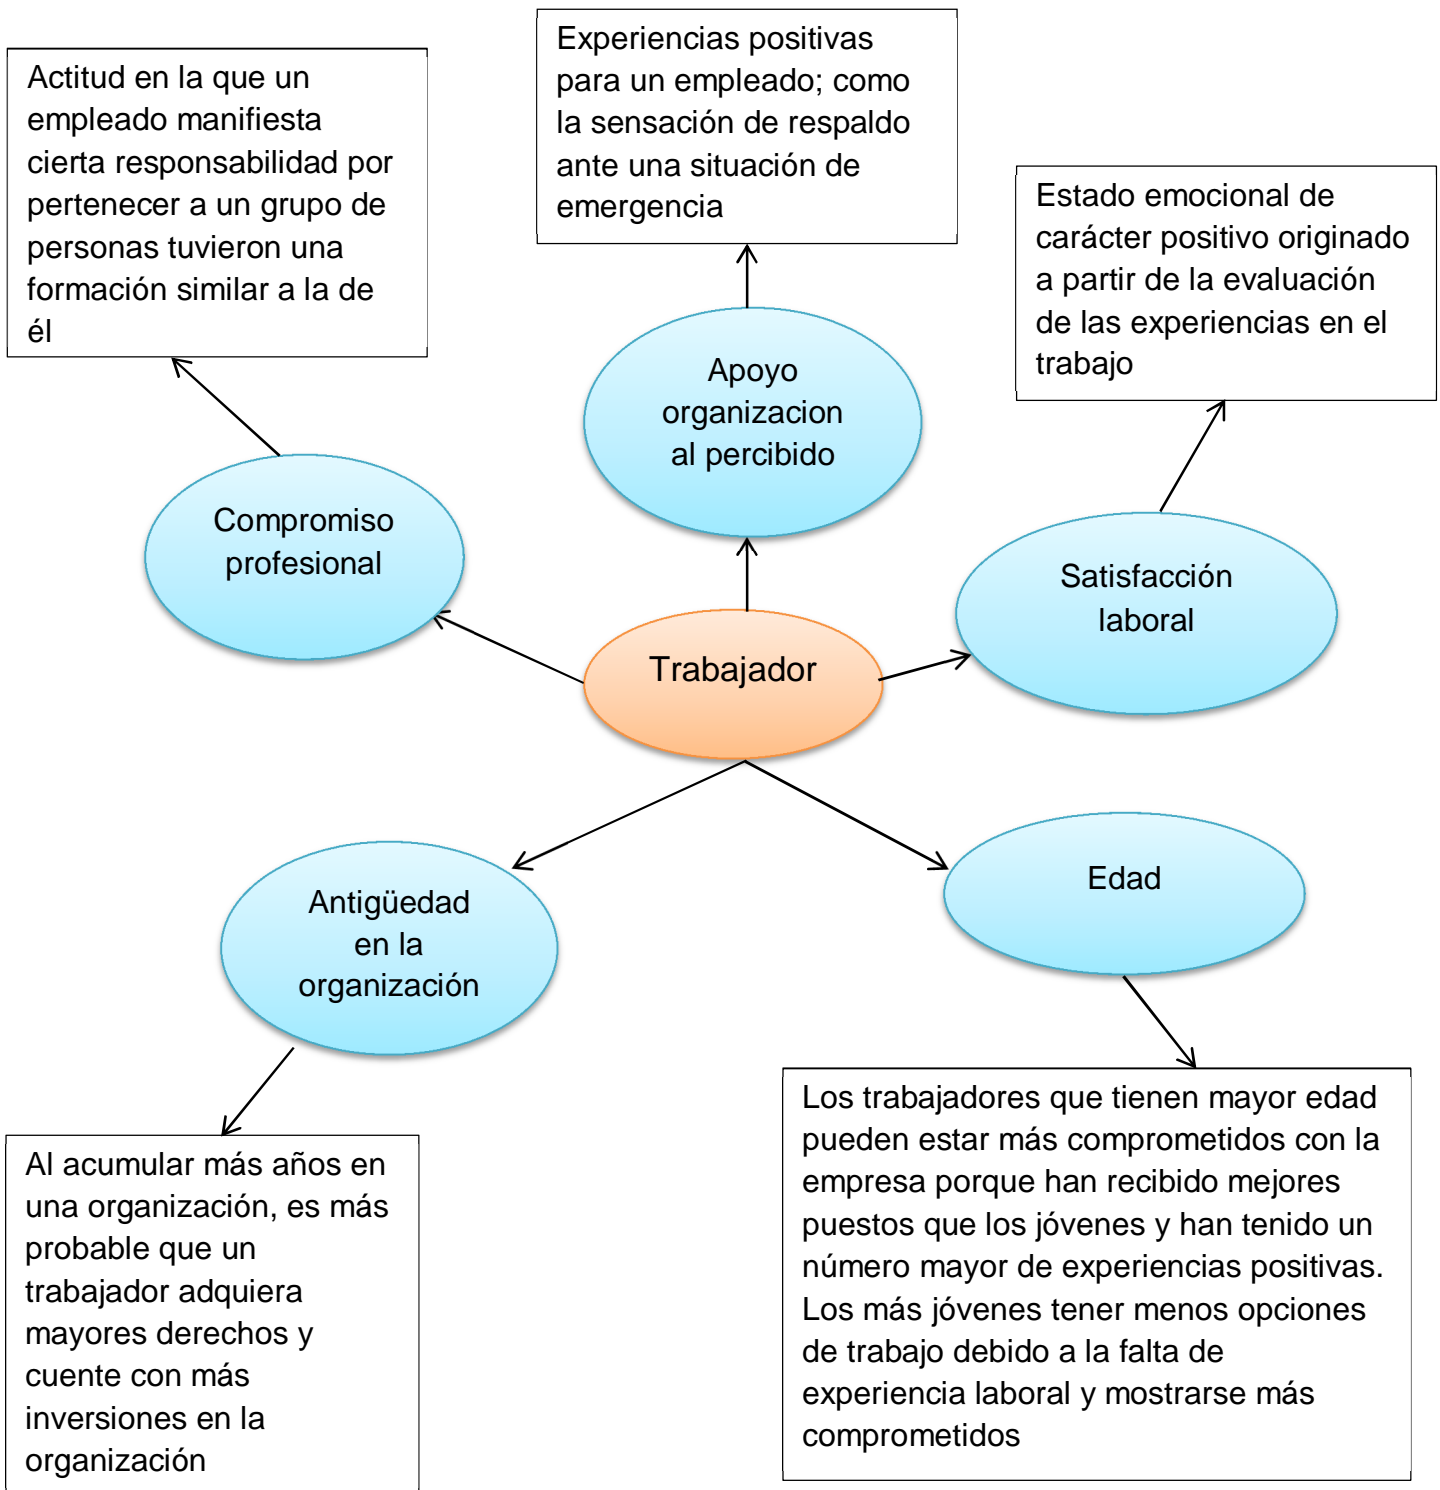 Experiencias positivas
para un empleado; como
la sensación de respaldo
ante una situación de
emergencia
Actitud en la que un
empleado manifiesta
cierta responsabilidad por
pertenecer a un grupo de
personas tuvieron una
formación similar a la de
él
Estado emocional de
carácter positivo originado
a partir de la evaluación
de las experiencias en el
trabajo
Apoyo
organizacion
al percibido
Compromiso
profesional
Satisfacción
laboral
Trabajador
Antigüedad
en la
organización
Edad
Al acumular más años en
una organización, es más
probable que un
trabajador adquiera
mayores derechos y
cuente con más
inversiones en la
organización
Los trabajadores que tienen mayor edad
pueden estar más comprometidos con la
empresa porque han recibido mejores
puestos que los jóvenes y han tenido un
número mayor de experiencias positivas.
Los más jóvenes tener menos opciones
de trabajo debido a la falta de
experiencia laboral y mostrarse más
comprometidos